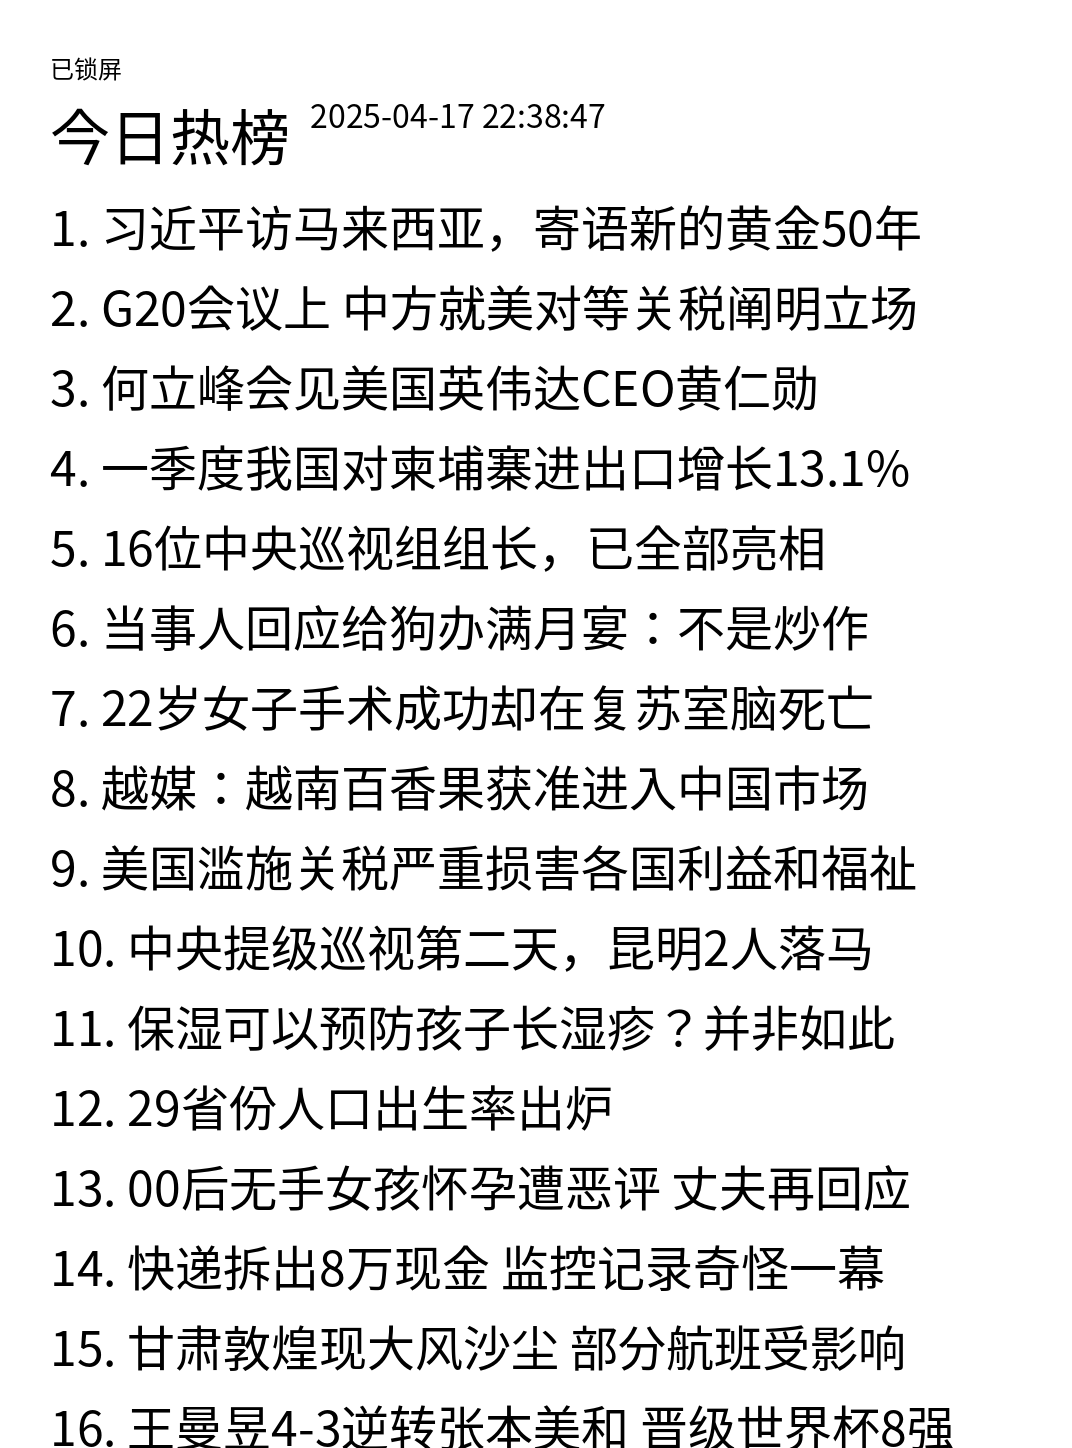 已锁屏
今日热榜 2025-04-17 22:38:47
1. 习近平访马来西亚，寄语新的黄金50年
2. G20会议上 中方就美对等关税阐明立场
3. 何立峰会见美国英伟达CEO黄仁勋
4. 一季度我国对柬埔寨进出口增长13.1%
5. 16位中央巡视组组长，已全部亮相
6. 当事人回应给狗办满月宴：不是炒作
7. 22岁女子手术成功却在复苏室脑死亡
8. 越媒：越南百香果获准进入中国市场
9. 美国滥施关税严重损害各国利益和福祉
10. 中央提级巡视第二天，昆明2人落马
11. 保湿可以预防孩子长湿疹？并非如此
12. 29省份人口出生率出炉
13. 00后无手女孩怀孕遭恶评 丈夫再回应
14. 快递拆出8万现金 监控记录奇怪一幕
15. 甘肃敦煌现大风沙尘 部分航班受影响
16. 王曼昱4-3逆转张本美和 晋级世界杯8强